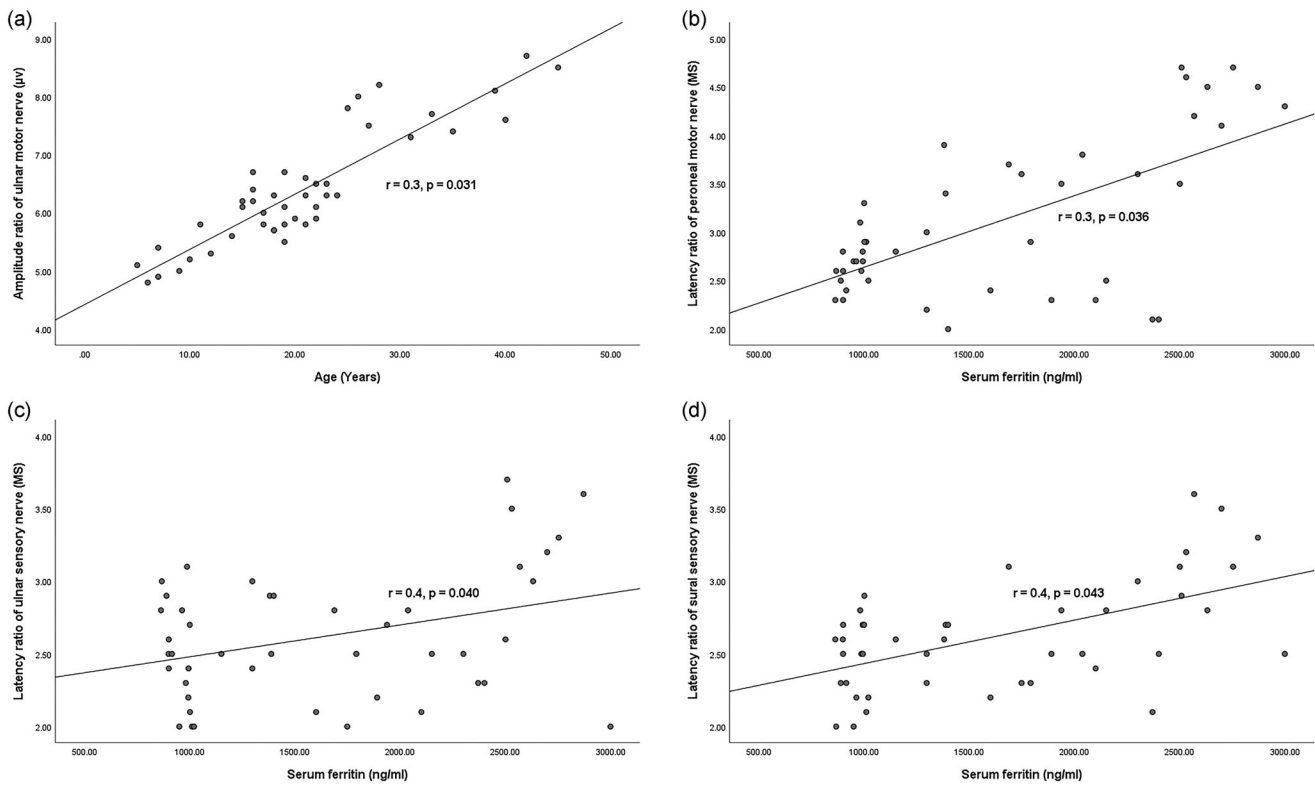 (a)
Amplitude ratio of ulnar motor nerve (µv)
9.00
8.00
7.00
6.00
5.00
4.00
r = 0.3, p = 0.031
.00 10.00 20.00 30.00 40.00 50.00
Age (Years)
(b)
Latency ratio of peroneal motor nerve (MS)
5.00
4.50
4.00
3.50
3.00
2.50
2.00
r = 0.3, p = 0.036
500.00 1000.00 1500.00 2000.00 2500.00 3000.00
Serum ferritin (ng/ml)
(c)
Latency ratio of ulnar sensory nerve (MS)
4.00
3.50
3.00
2.50
2.00
r = 0.4, p = 0.040
500.00 1000.00 1500.00 2000.00 2500.00 3000.00
Serum ferritin (ng/ml)
(d)
Latency ratio of sural sensory nerve (MS)
4.00
3.50
3.00
2.50
2.00
r = 0.4, p = 0.043
500.00 1000.00 1500.00 2000.00 2500.00 3000.00
Serum ferritin (ng/ml)